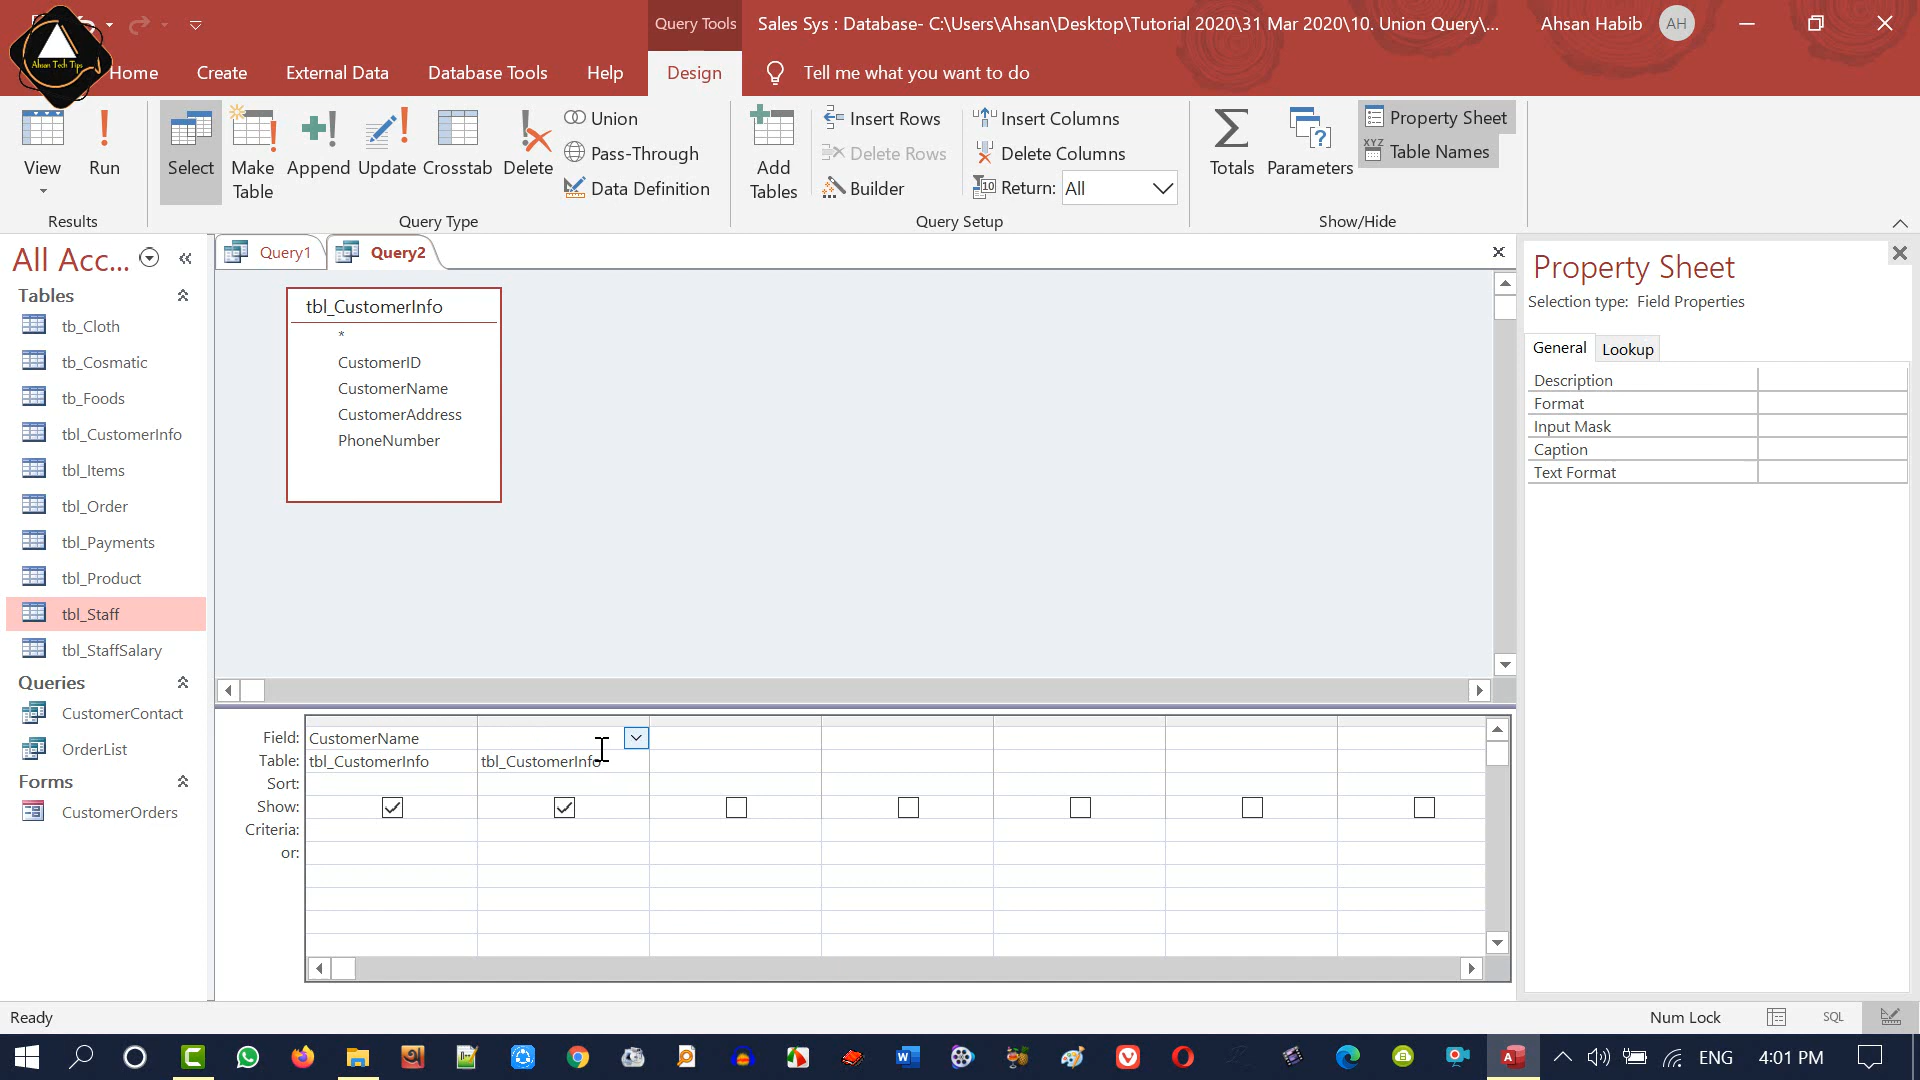 Query Tools
Sales Sys : Database- C:\Users\Ahsan\Desktop\Tutorial 2020\31 Mar 2020\10. Union Query\...
Ahsan Habib
AH
Ahsan Tech Tips
Home
Create
External Data
Database Tools
Help
Design
Tell me what you want to do
View
Run
Select
Make Table
Append
Update
Crosstab
Delete
Union
Pass-Through
Data Definition
Add Tables
Insert Rows
Delete Rows
Builder
Insert Columns
Delete Columns
Return: All
Totals
Parameters
Property Sheet
Table Names
Results
Query Type
Query Setup
Show/Hide
All Acc...
Tables
tb_Cloth
tb_Cosmatic
tb_Foods
tbl_CustomerInfo
tbl_Items
tbl_Order
tbl_Payments
tbl_Product
tbl_Staff
tbl_StaffSalary
Queries
CustomerContact
OrderList
Forms
CustomerOrders
Query1
Query2
tbl_CustomerInfo
*
CustomerID
CustomerName
CustomerAddress
PhoneNumber
Field: CustomerName
Table: tbl_CustomerInfo tbl_CustomerInfo
Sort:
Show:
Criteria:
or:
Property Sheet
Selection type: Field Properties
General
Lookup
Description
Format
Input Mask
Caption
Text Format
Ready
Num Lock
SQL
ENG
4:01 PM